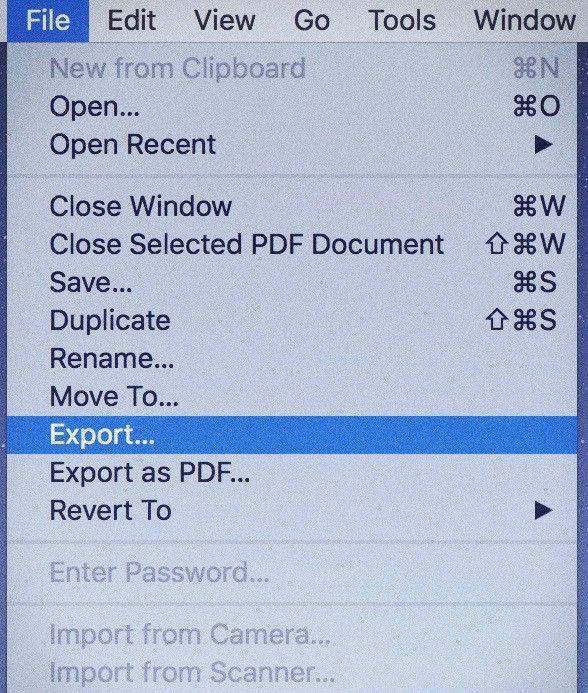 File Edit View Go Tools Window
New from Clipboard ⌘N
Open... ⌘O
Open Recent ▶
Close Window ⌘W
Close Selected PDF Document ⇧⌘W
Save... ⌘S
Duplicate ⇧⌘S
Rename...
Move To...
Export...
Export as PDF...
Revert To ▶
Enter Password...
Import from Camera...
Import from Scanner...